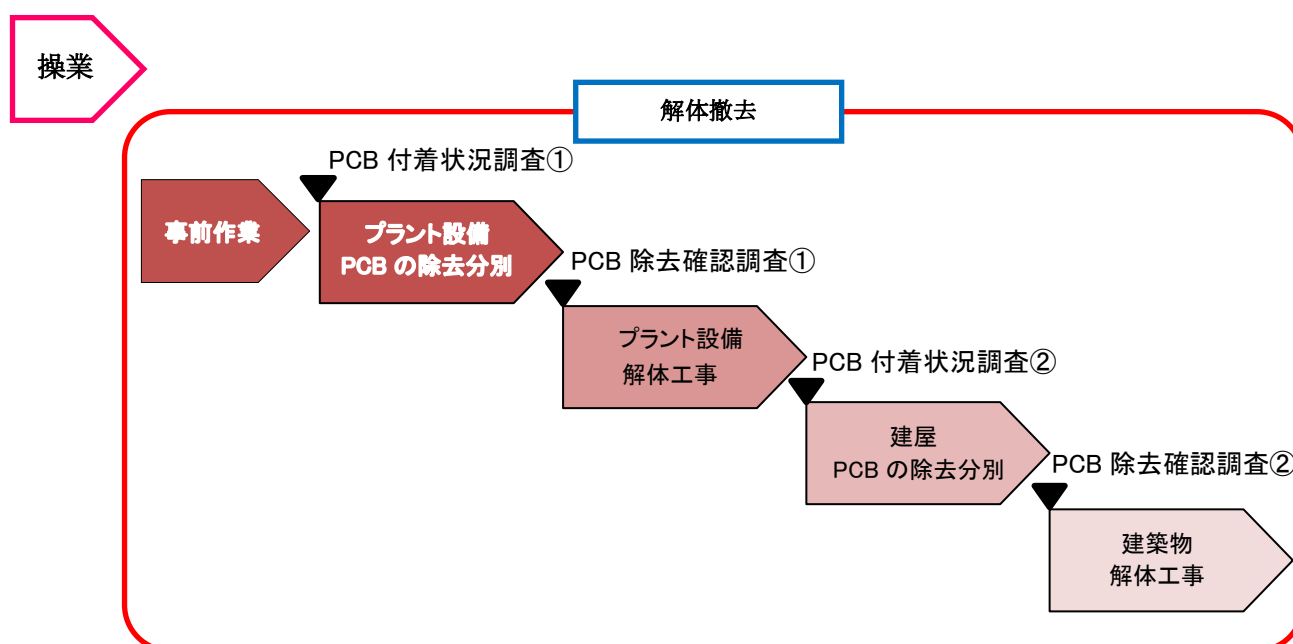 操業
解体撤去
PCB 付着状況調査①
事前作業
プラント設備
PCB の除去分別
PCB 除去確認調査①
プラント設備
解体工事
PCB 付着状況調査②
建屋
PCB の除去分別
PCB 除去確認調査②
建築物
解体工事